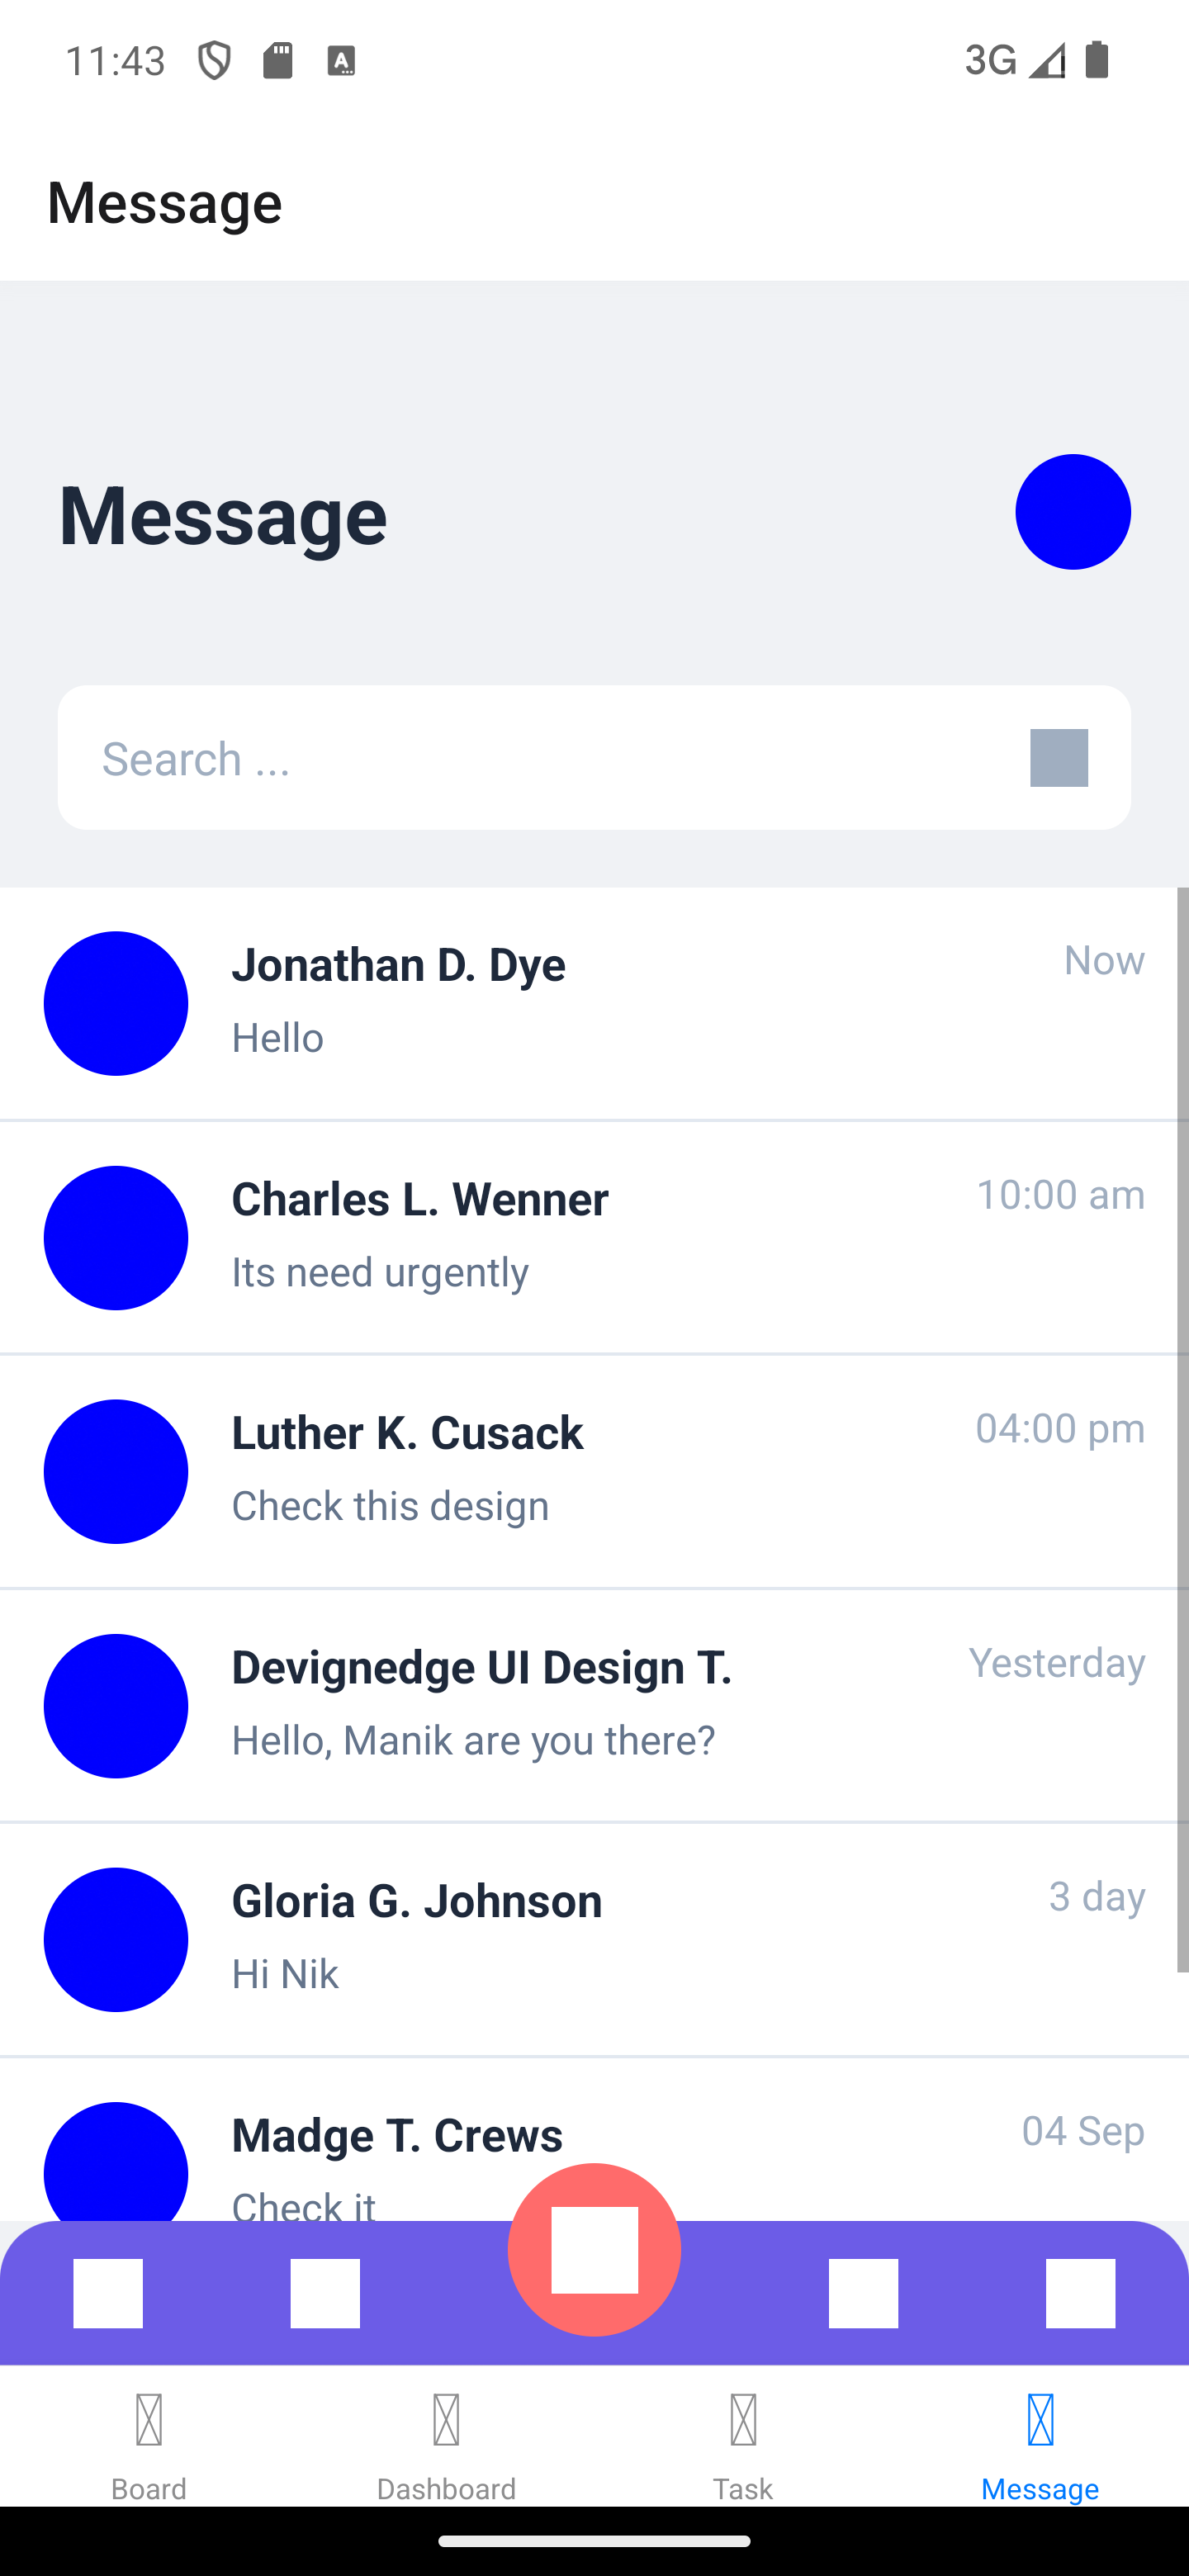 11:43
3G
Message
Message
Search ...
Jonathan D. Dye
Now
Hello
Charles L. Wenner
10:00 am
Its need urgently
Luther K. Cusack
04:00 pm
Check this design
Devignedge UI Design T.
Yesterday
Hello, Manik are you there?
Gloria G. Johnson
3 day
Hi Nik
Madge T. Crews
04 Sep
Check it
Board
Dashboard
Task
Message